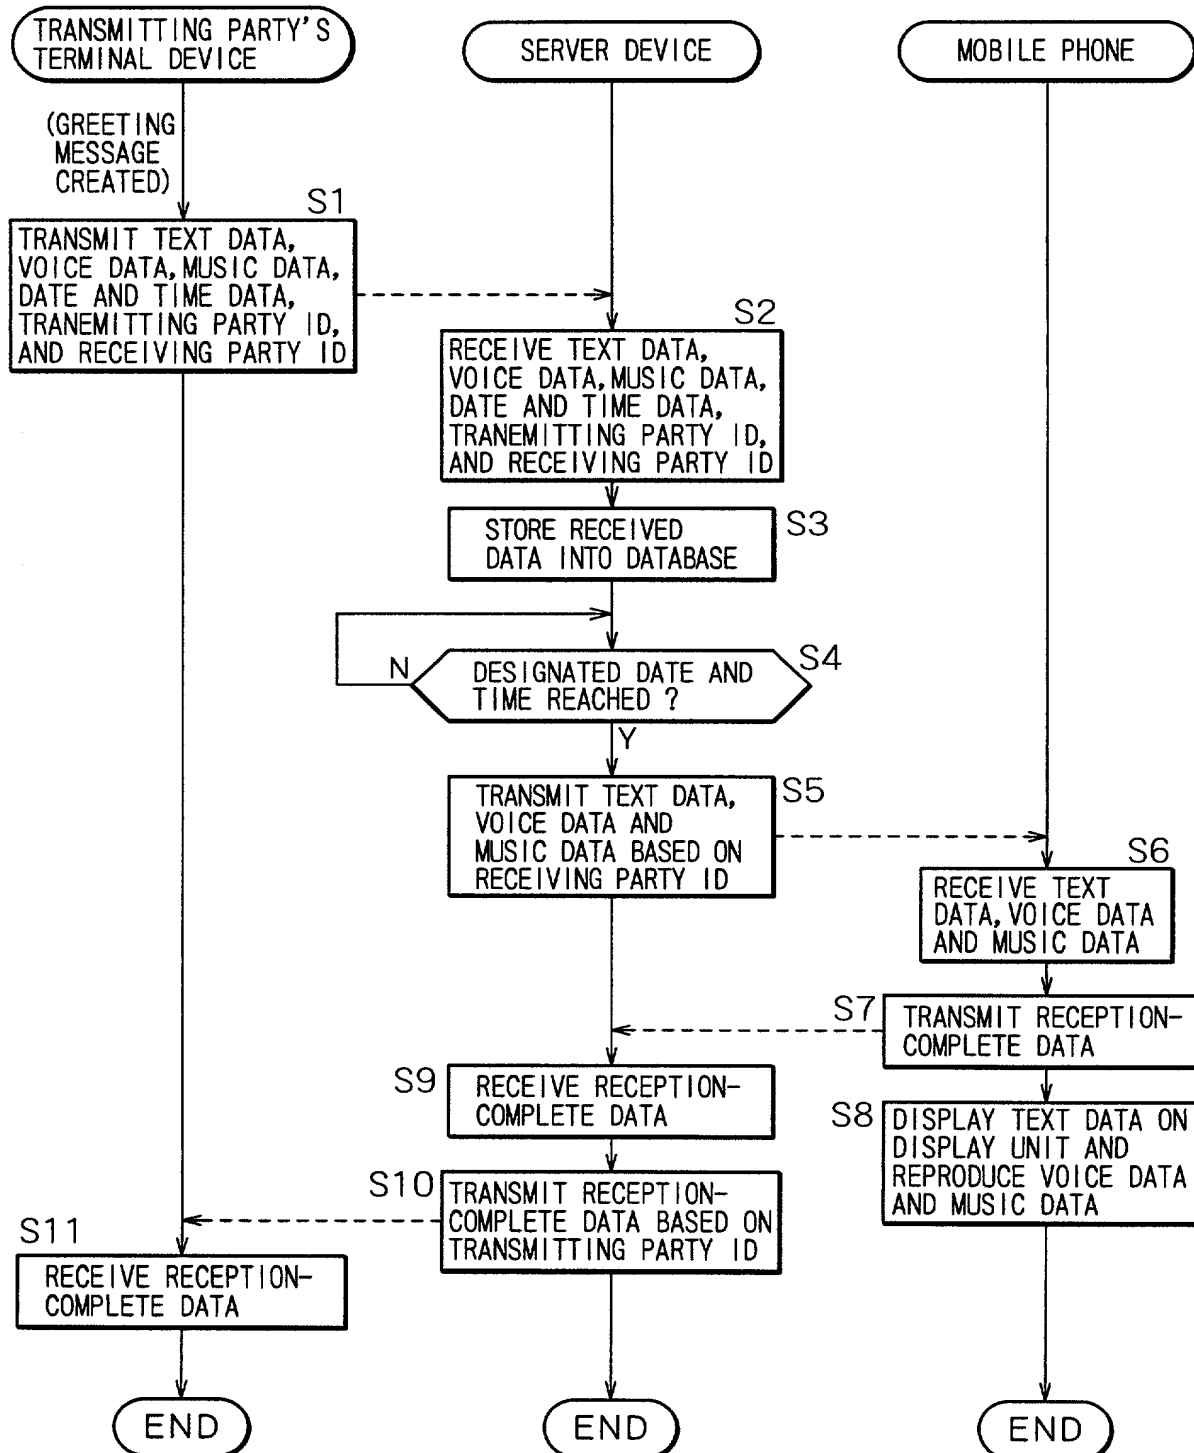 TRANSMITTING PARTY'S
TERMINAL DEVICE
SERVER DEVICE
MOBILE PHONE
(GREETING
MESSAGE
CREATED)
S1
TRANSMIT TEXT DATA,
VOICE DATA, MUSIC DATA,
DATE AND TIME DATA,
TRANEMITTING PARTY ID,
AND RECEIVING PARTY ID
S2
RECEIVE TEXT DATA,
VOICE DATA, MUSIC DATA,
DATE AND TIME DATA,
TRANEMITTING PARTY ID,
AND RECEIVING PARTY ID
S3
STORE RECEIVED
DATA INTO DATABASE
S4
N
DESIGNATED DATE AND
TIME REACHED ?
Y
S5
TRANSMIT TEXT DATA,
VOICE DATA AND
MUSIC DATA BASED ON
RECEIVING PARTY ID
S6
RECEIVE TEXT
DATA, VOICE DATA
AND MUSIC DATA
S7
TRANSMIT RECEPTION-
COMPLETE DATA
S9
RECEIVE RECEPTION-
COMPLETE DATA
S8
DISPLAY TEXT DATA ON
DISPLAY UNIT AND
REPRODUCE VOICE DATA
AND MUSIC DATA
S10
TRANSMIT RECEPTION-
COMPLETE DATA BASED ON
TRANSMITTING PARTY ID
S11
RECEIVE RECEPTION-
COMPLETE DATA
END
END
END